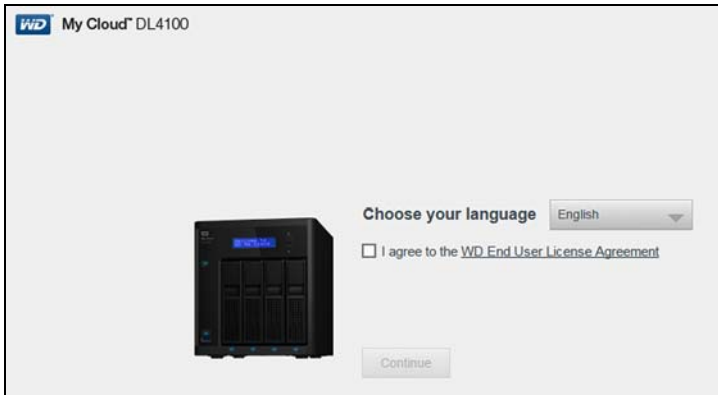 WD My Cloud™ DL4100
Choose your language English
I agree to the WD End User License Agreement
Continue